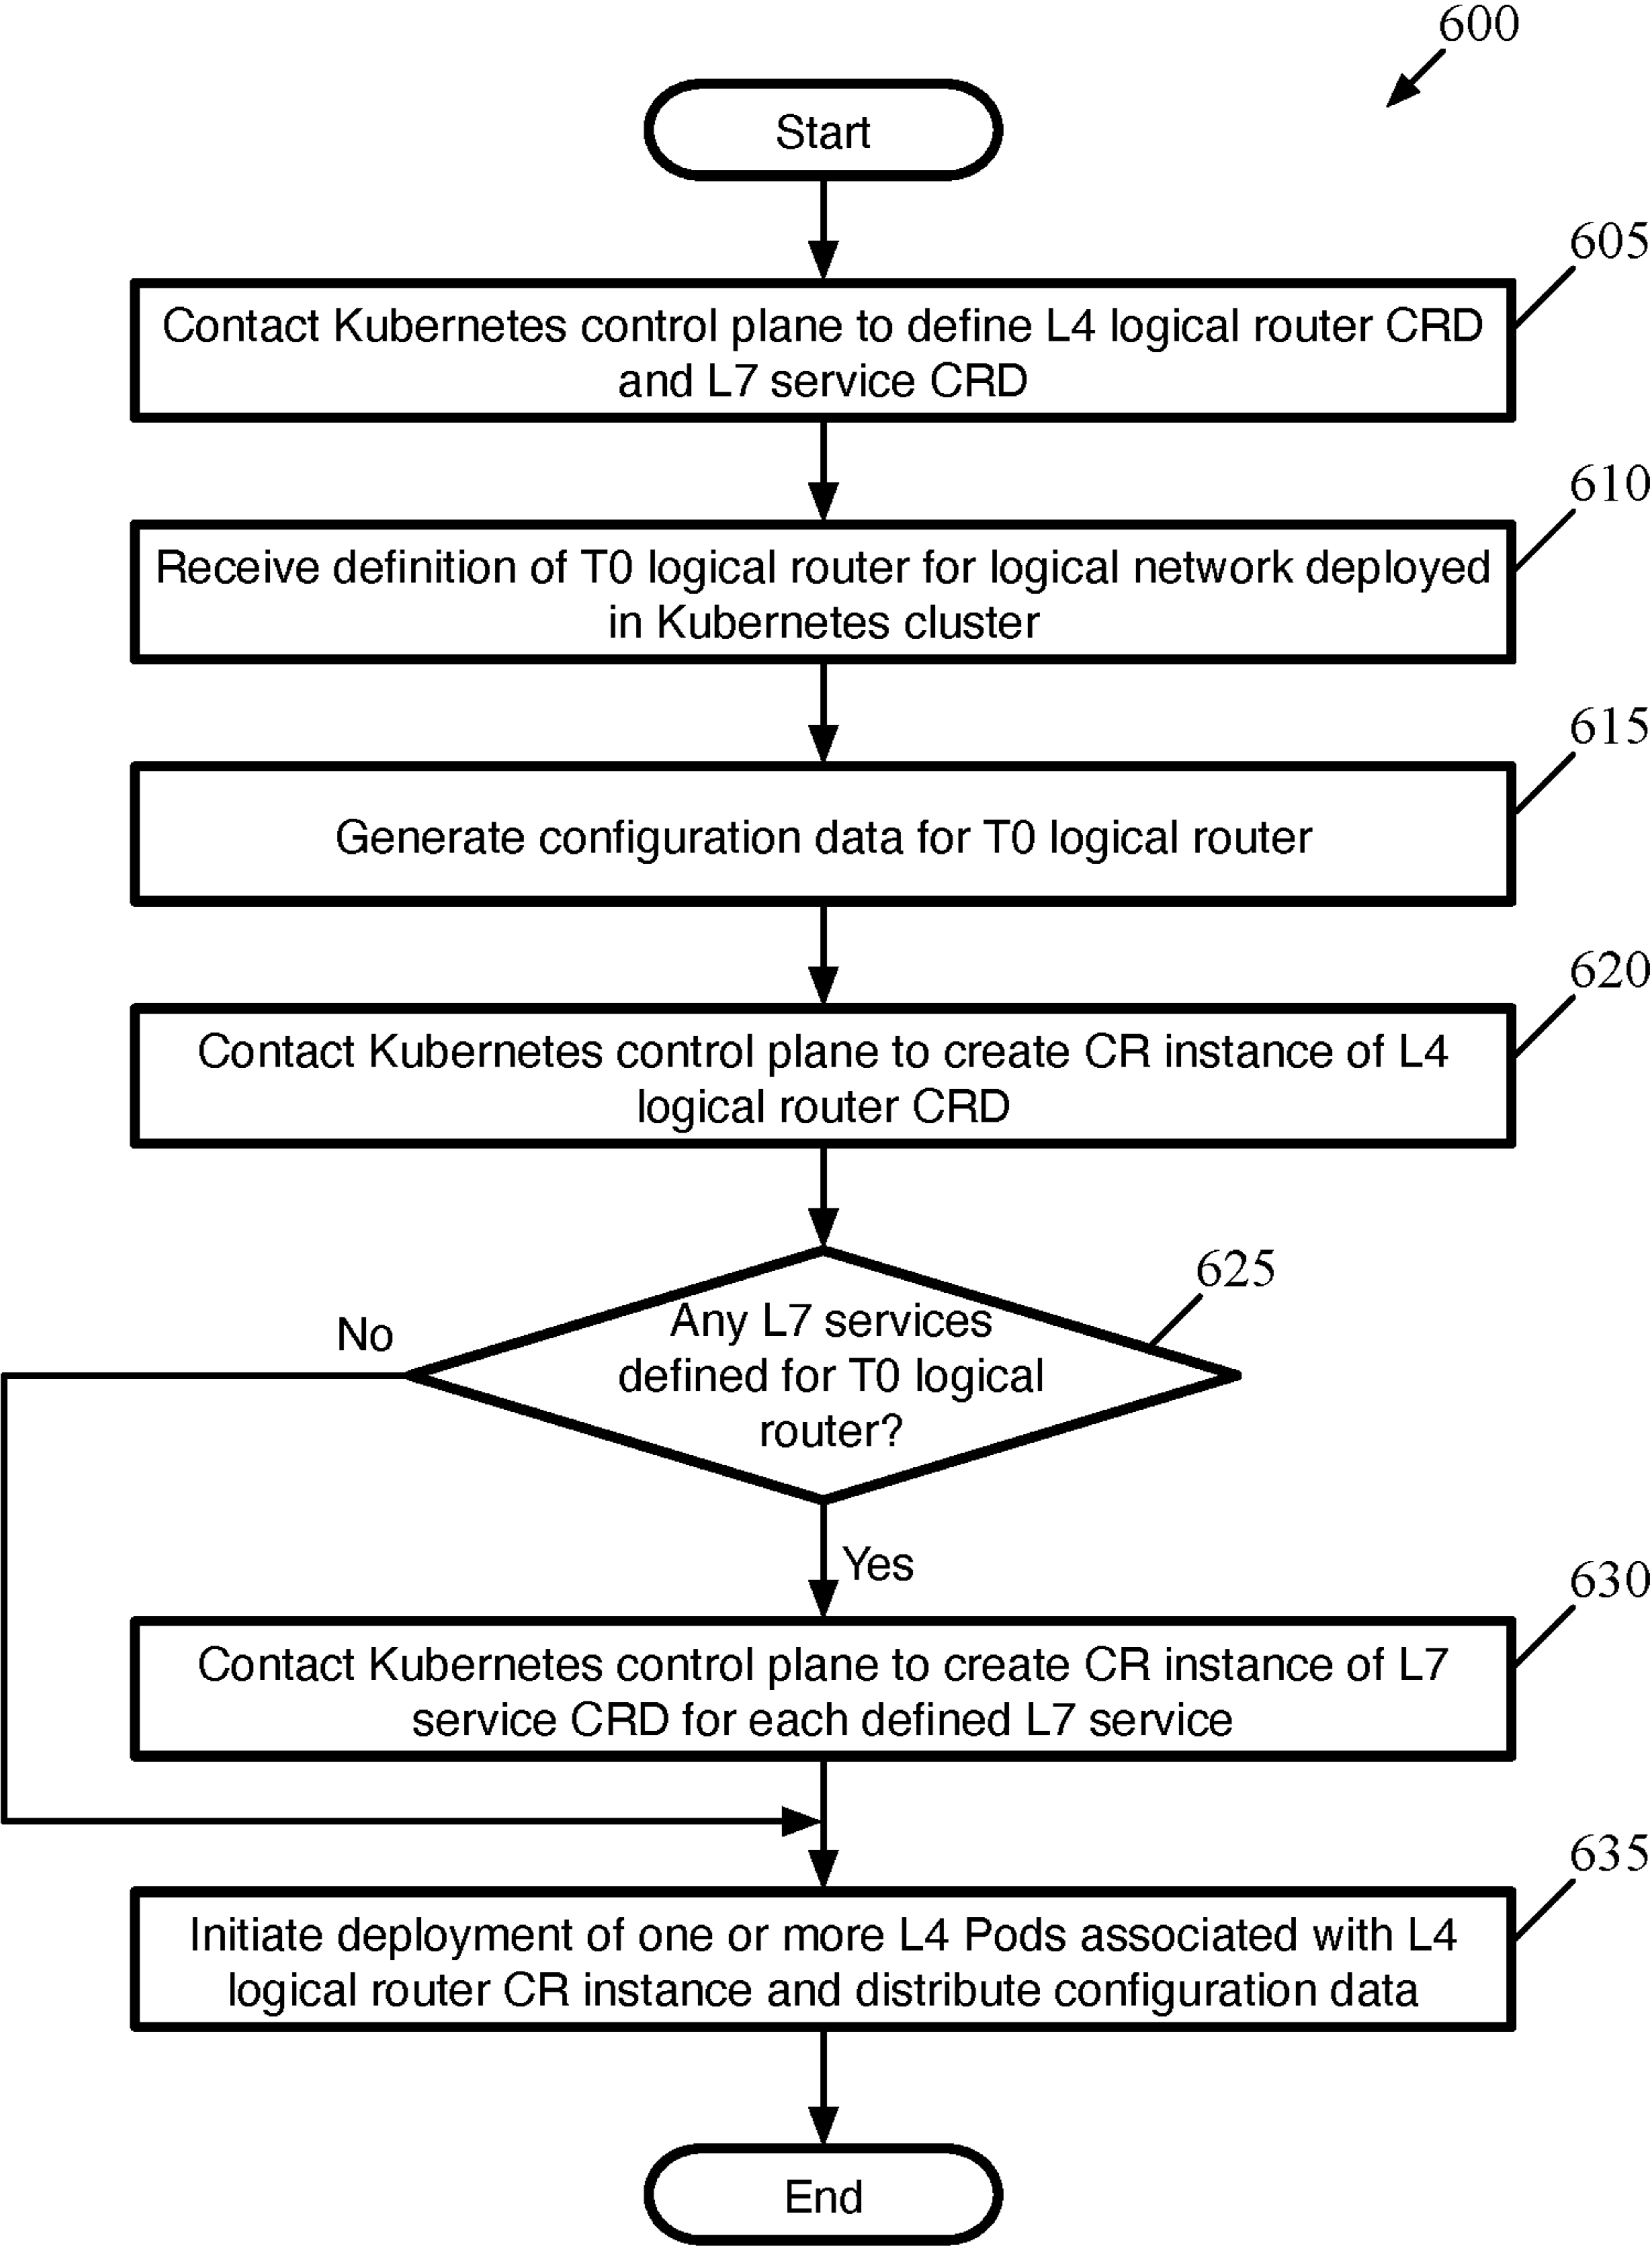 600
Start
605
Contact Kubernetes control plane to define L4 logical router CRD
and L7 service CRD
610
Receive definition of T0 logical router for logical network deployed
in Kubernetes cluster
615
Generate configuration data for T0 logical router
620
Contact Kubernetes control plane to create CR instance of L4
logical router CRD
625
No
Any L7 services
defined for T0 logical
router?
Yes
630
Contact Kubernetes control plane to create CR instance of L7
service CRD for each defined L7 service
635
Initiate deployment of one or more L4 Pods associated with L4
logical router CR instance and distribute configuration data
End